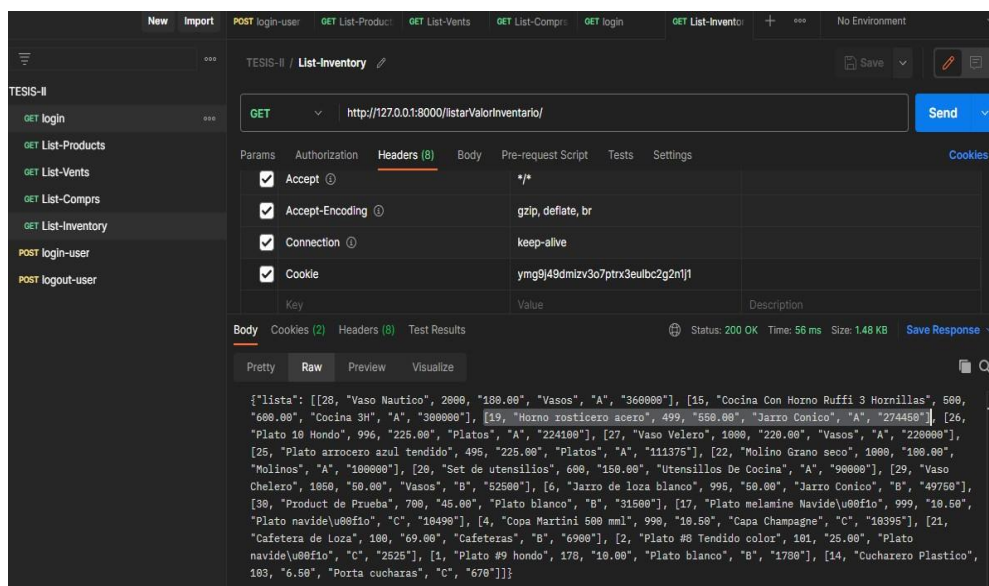 New Import
POST login-user GET List-Product GET List-Vents GET List-Comprs GET login GET List-Invento + No Environment
TESIS-II / List-Inventory Save
TESIS-II
GET login
GET List-Products
GET List-Vents
GET List-Comprs
GET List-Inventory
POST login-user
POST logout-user
GET http://127.0.0.1:8000/listarValorInventario/ Send
Params Authorization Headers (8) Body Pre-request Script Tests Settings Cookies
Accept */*
Accept-Encoding gzip, deflate, br
Connection keep-alive
Cookie ymg9j49dmizv3o7ptrx3eulbc2g2n1j1
Key Value Description
Body Cookies (2) Headers (8) Test Results Status: 200 OK Time: 56 ms Size: 1.48 KB Save Response
Pretty Raw Preview Visualize
{"lista": [[28, "Vaso Nautico", 2000, "180.00", "Vasos", "A", "360000"], [15, "Cocina Con Horno Ruffi 3 Hornillas", 500,
"600.00", "Cocina 3H", "A", "300000"], [19, "Horno rosticero acero", 499, "550.00", "Jarro Conico", "A", "274450"], [26,
"Plato 10 Hondo", 996, "225.00", "Platos", "A", "224100"], [27, "Vaso Velero", 1000, "220.00", "Vasos", "A", "220000"],
[25, "Plato arrocero azul tendido", 495, "225.00", "Platos", "A", "111375"], [22, "Molino Grano seco", 1000, "100.00",
"Molinos", "A", "100000"], [20, "Set de utensilios", 600, "150.00", "Utensillos De Cocina", "A", "90000"], [29, "Vaso
Chelero", 1050, "50.00", "Vasos", "B", "52500"], [6, "Jarro de loza blanco", 995, "50.00", "Jarro Conico", "B", "49750"],
[30, "Product de Prueba", 700, "45.00", "Plato blanco", "B", "31500"], [17, "Plato melamine Navide\u00f1o", 999, "10.50",
"Plato navide\u00f1o", "C", "10490"], [4, "Copa Martini 500 mml", 990, "10.50", "Capa Champagne", "C", "10395"], [21,
"Cafetera de Loza", 100, "69.00", "Cafeteras", "B", "6900"], [2, "Plato #8 Tendido color", 101, "25.00", "Plato
navide\u00f1o", "C", "2525"], [1, "Plato #9 hondo", 178, "10.00", "Plato blanco", "B", "1780"], [14, "Cucharero Plastico",
103, "6.50", "Porta cucharas", "C", "670"]]}